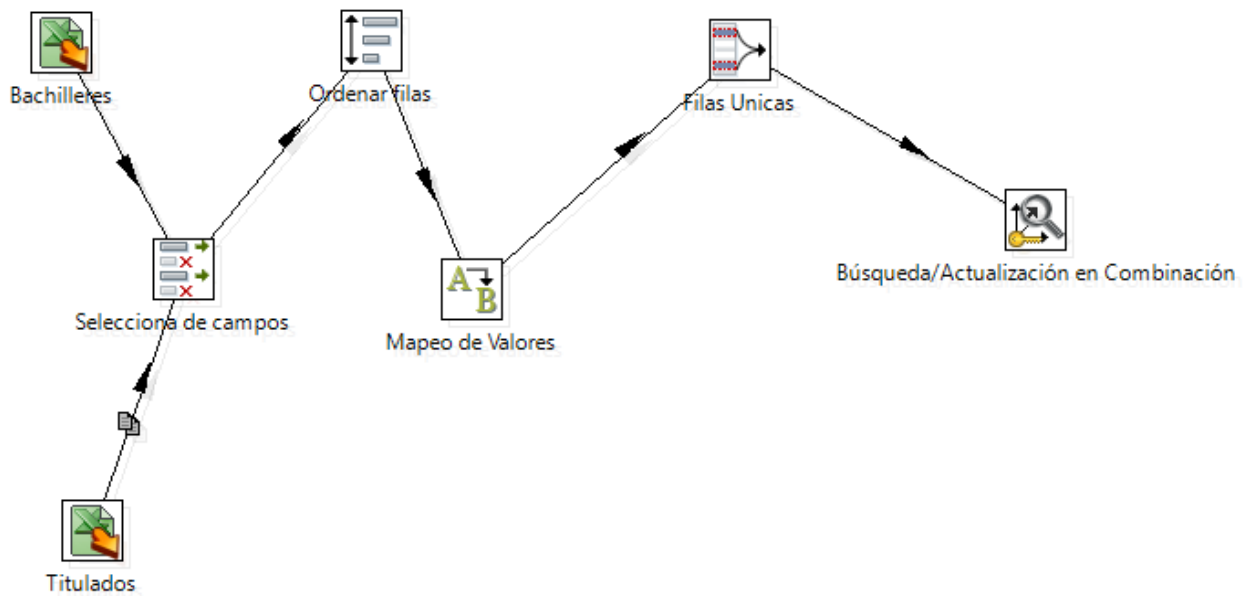 Bachilleres
Ordenar filas
Filas Unicas
Búsqueda/Actualización en Combinación
Selecciona de campos
A
B
Mapeo de Valores
Titulados